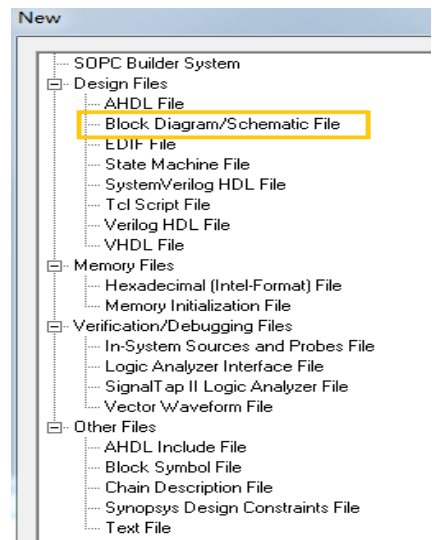 New
SOPC Builder System
Design Files
AHDL File
Block Diagram/Schematic File
EDIF File
State Machine File
SystemVerilog HDL File
Tcl Script File
Verilog HDL File
VHDL File
Memory Files
Hexadecimal (Intel-Format) File
Memory Initialization File
Verification/Debugging Files
In-System Sources and Probes File
Logic Analyzer Interface File
SignalTap II Logic Analyzer File
Vector Waveform File
Other Files
AHDL Include File
Block Symbol File
Chain Description File
Synopsys Design Constraints File
Text File